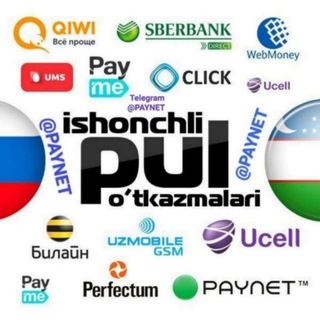 QIWI
Всё проще
SBERBANK
DIRECT
WebMoney
UMS
Pay
me
CLICK
Ucell
Telegram
@PAYNET
ishonchli
@PAYNET
pul
@PAYNET
o'tkazmalari
Билайн
UZMOBILE
GSM
Ucell
Pay
me
Perfectum
PAYNET™